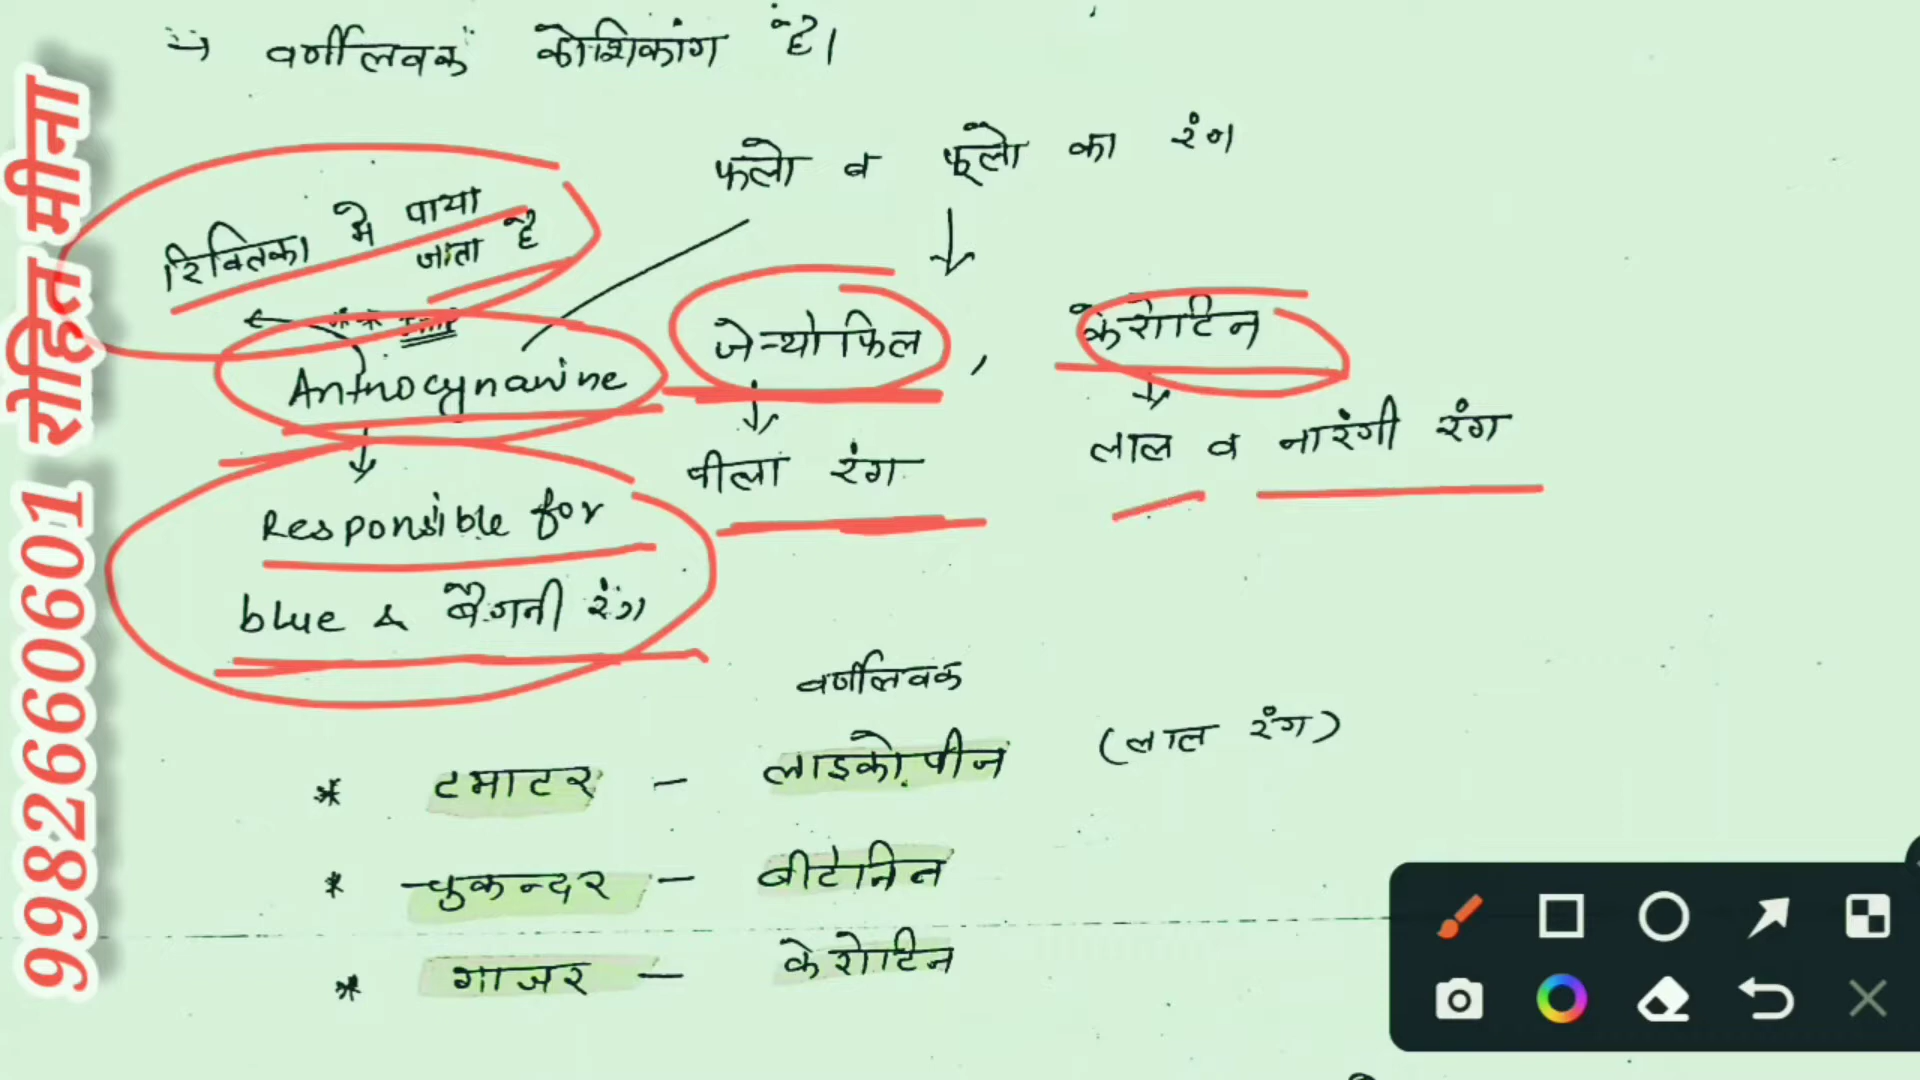 → वर्णीलवक कोशिकांग है।
फलो व फूलो का रंग
रिक्तिका मे पाया
जाता है
Anthocynanine
जेन्थोफिल , केरोटिन
Responsible for
blue & बैगनी रंग
पीला रंग
लाल व नारंगी रंग
वर्णीलवक
* टमाटर - लाइकोपीन (लाल रंग)
* चुकन्दर - बीटानिन
* गाजर - केरोटिन
9982660601 रोहित मीना